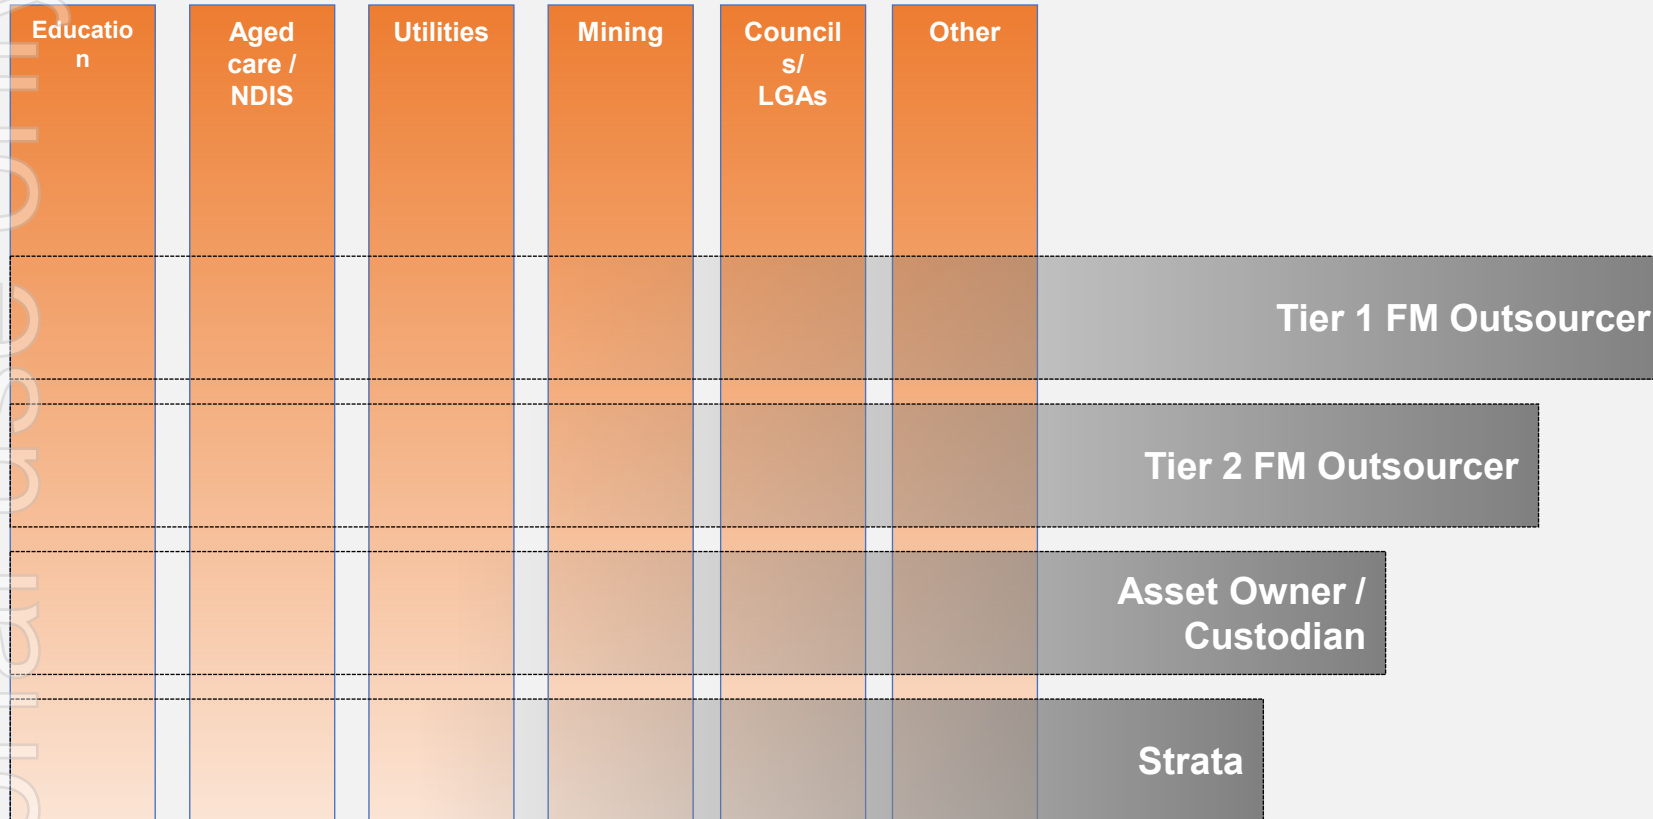 Educatio
n
Aged
care /
NDIS
Utilities
Mining
Council
s/
LGAs
Other
Tier 1 FM Outsourcer
Tier 2 FM Outsourcer
Asset Owner /
Custodian
Strata
use